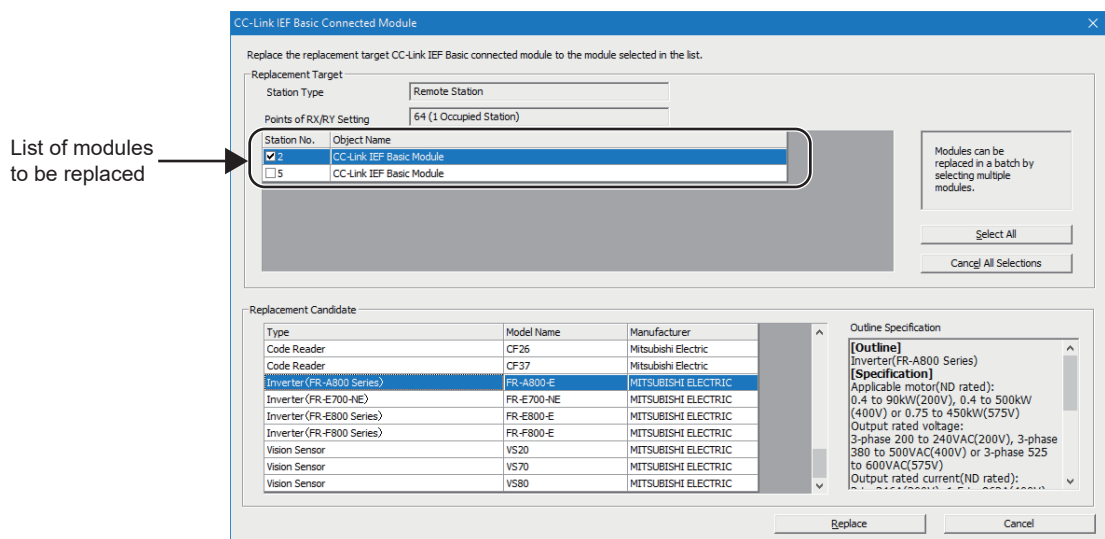 CC-Link IEF Basic Connected Module
Replace the replacement target CC-Link IEF Basic connected module to the module selected in the list.
Replacement Target
Station Type Remote Station
Points of RX/RY Setting 64 (1 Occupied Station)
Station No. Object Name
2 CC-Link IEF Basic Module
5 CC-Link IEF Basic Module
List of modules
to be replaced
Modules can be
replaced in a batch by
selecting multiple
modules.
Select All
Cancel All Selections
Replacement Candidate
Type Model Name Manufacturer
Code Reader CF26 Mitsubishi Electric
Code Reader CF37 Mitsubishi Electric
Inverter(FR-A800 Series) FR-A800-E MITSUBISHI ELECTRIC
Inverter(FR-E700-NE) FR-E700-NE MITSUBISHI ELECTRIC
Inverter(FR-E800 Series) FR-E800-E MITSUBISHI ELECTRIC
Inverter(FR-F800 Series) FR-F800-E MITSUBISHI ELECTRIC
Vision Sensor VS20 MITSUBISHI ELECTRIC
Vision Sensor VS70 MITSUBISHI ELECTRIC
Vision Sensor VS80 MITSUBISHI ELECTRIC
Outline Specification
[Outline]
Inverter(FR-A800 Series)
[Specification]
Applicable motor(ND rated):
0.4 to 90kW(200V), 0.4 to 500kW
(400V) or 0.75 to 450kW(575V)
Output rated voltage:
3-phase 200 to 240VAC(200V), 3-phase
380 to 500VAC(400V) or 3-phase 525
to 600VAC(575V)
Output rated current(ND rated):
Replace
Cancel